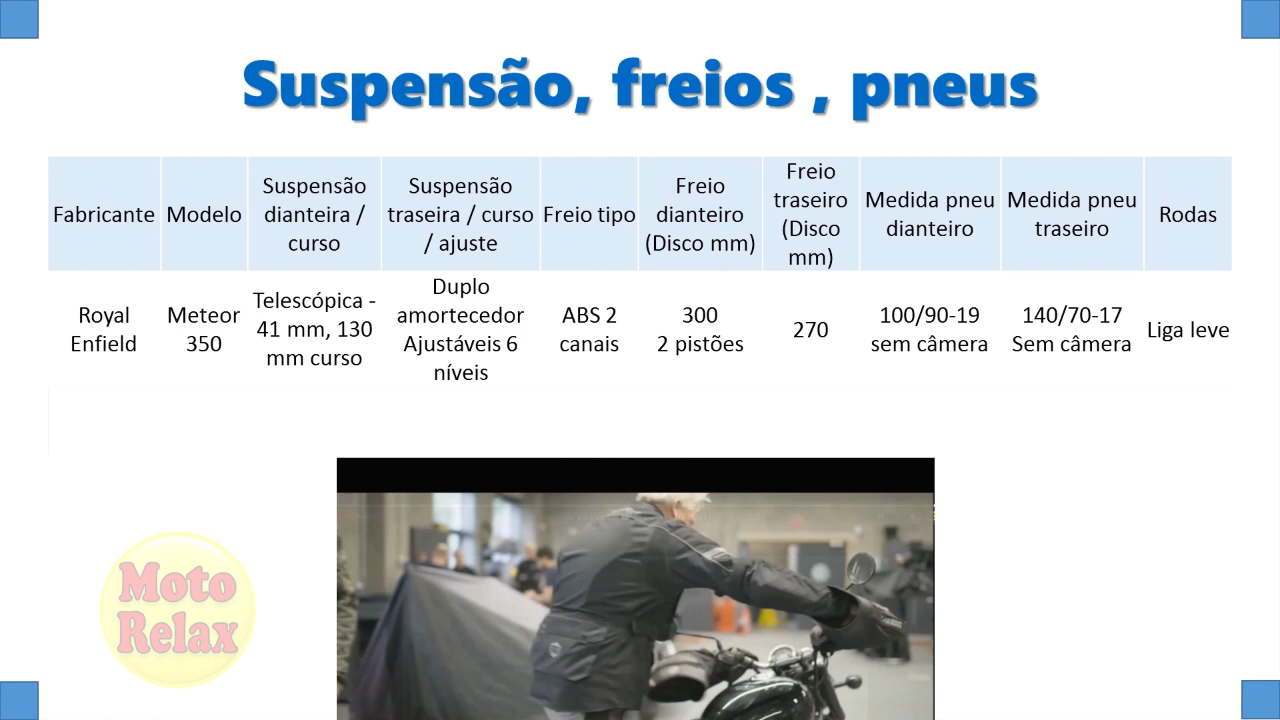 Suspensão, freios , pneus
Fabricante
Modelo
Suspensão
dianteira /
curso
Suspensão
traseira / curso
/ ajuste
Freio tipo
Freio
dianteiro
(Disco mm)
Freio
traseiro
(Disco
mm)
Medida pneu
dianteiro
Medida pneu
traseiro
Rodas
Royal
Enfield
Meteor
350
Telescópica -
41 mm, 130
mm curso
Duplo
amortecedor
Ajustáveis 6
níveis
ABS 2
canais
300
2 pistões
270
100/90-19
sem câmera
140/70-17
Sem câmera
Liga leve
Moto
Relax